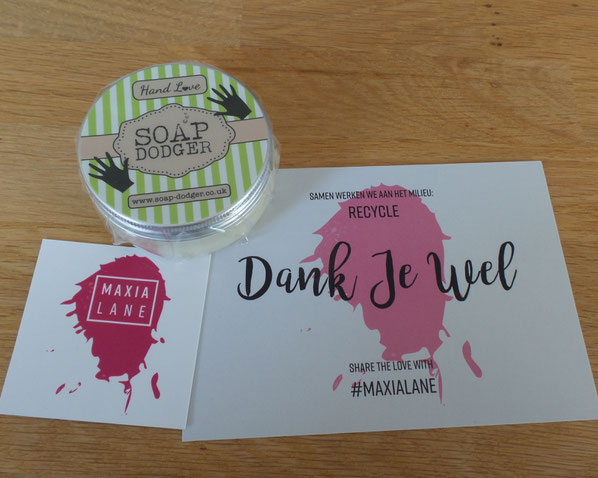 Hand Love
SOAP
DODGER
www.soap-dodger.co.uk
MAXIA
LANE
SAMEN WERKEN WE AAN HET MILIEU:
RECYCLE
Dank Je Wel
SHARE THE LOVE WITH
#MAXIALANE